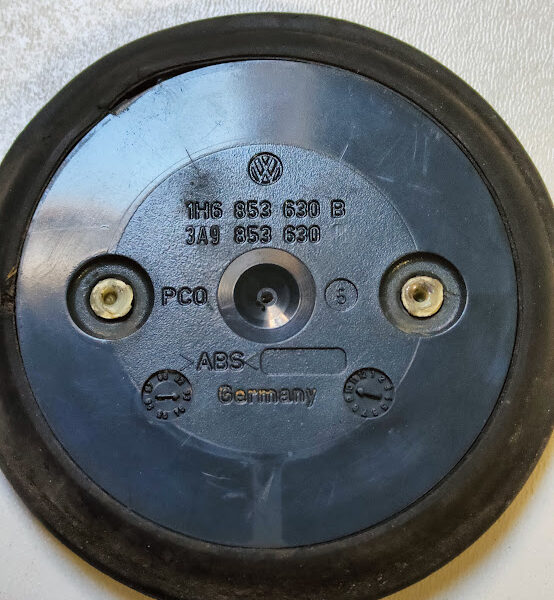 1H6 853 630 B
3A9 853 630
PCO 5
>ABS<
Germany